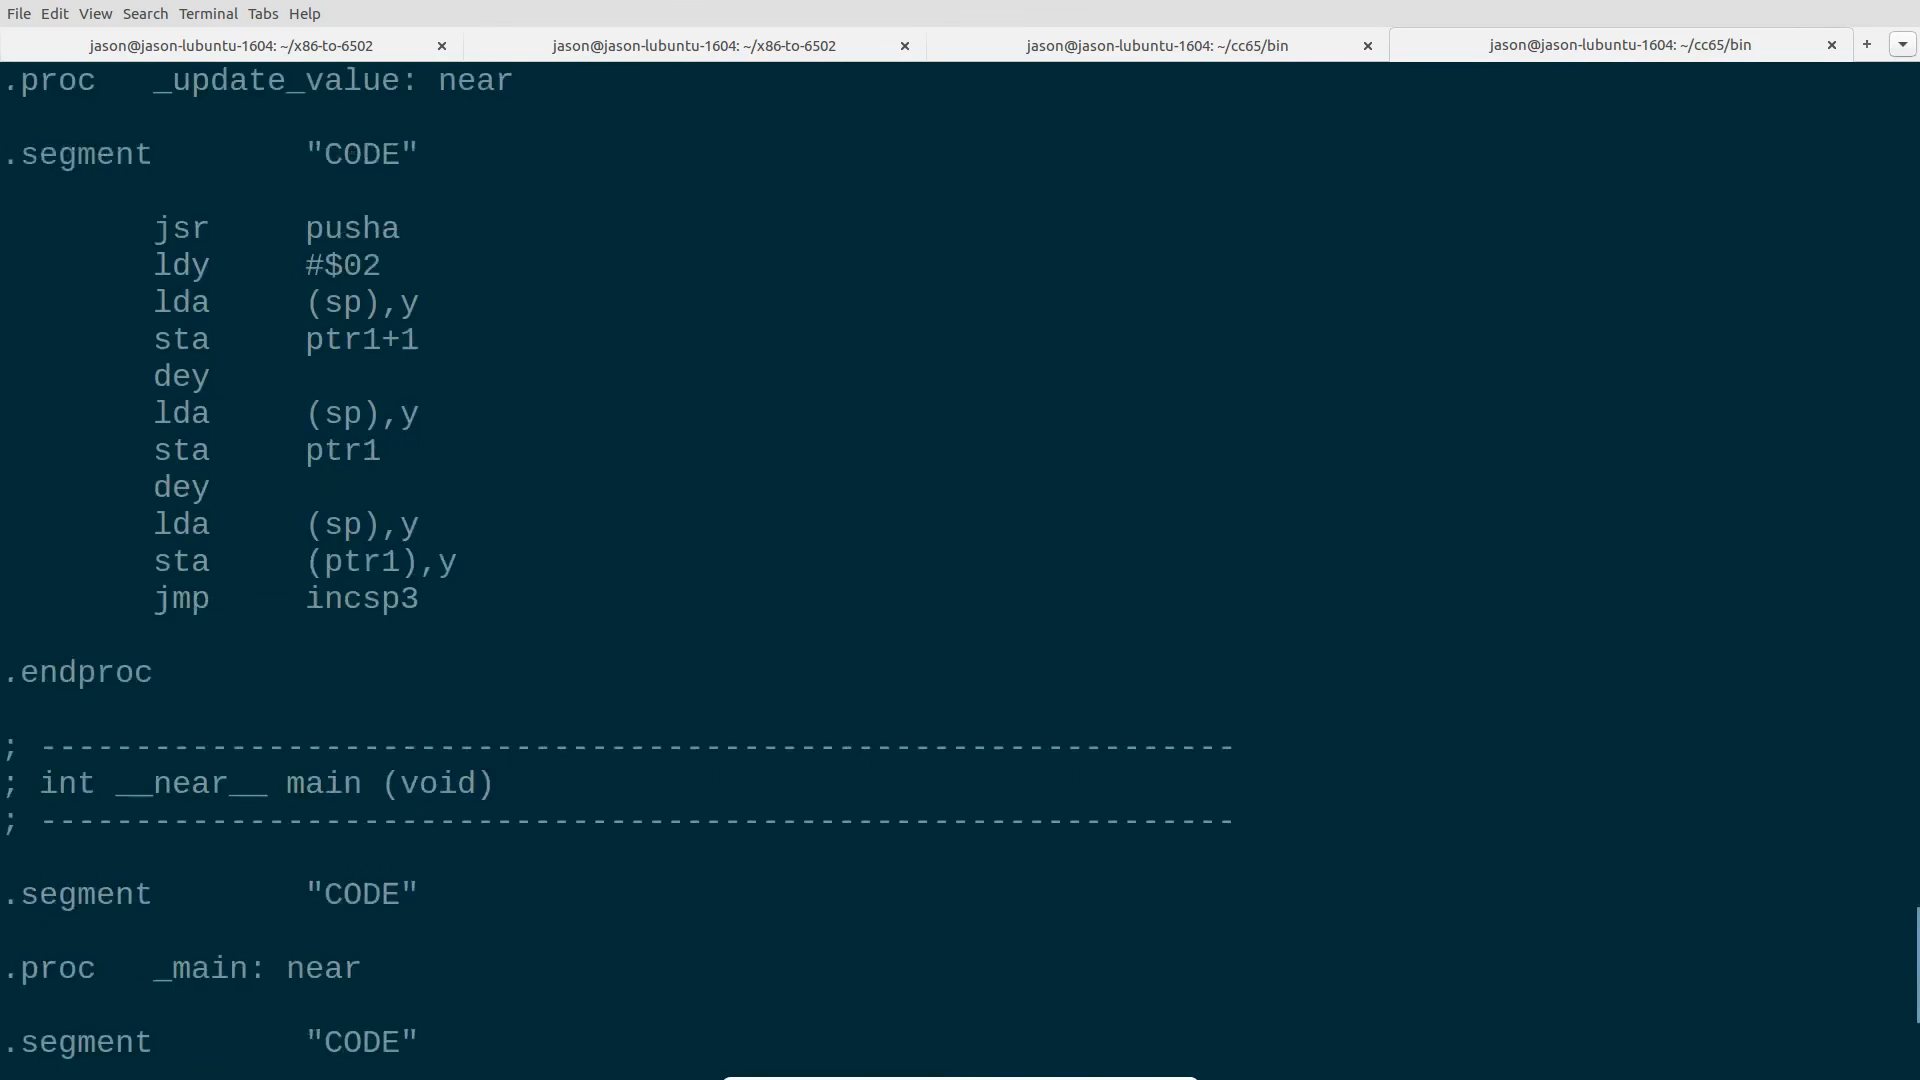 File Edit View Search Terminal Tabs Help
jason@jason-lubuntu-1604: ~/x86-to-6502 × jason@jason-lubuntu-1604: ~/x86-to-6502 × jason@jason-lubuntu-1604: ~/cc65/bin × jason@jason-lubuntu-1604: ~/cc65/bin × +
.proc   _update_value: near
.segment        "CODE"
jsr     pusha
ldy     #$02
lda     (sp),y
sta     ptr1+1
dey
lda     (sp),y
sta     ptr1
dey
lda     (sp),y
sta     (ptr1),y
jmp     incsp3
.endproc
; ---------------------------------------------------------------
; int __near__ main (void)
; ---------------------------------------------------------------
.segment        "CODE"
.proc   _main: near
.segment        "CODE"